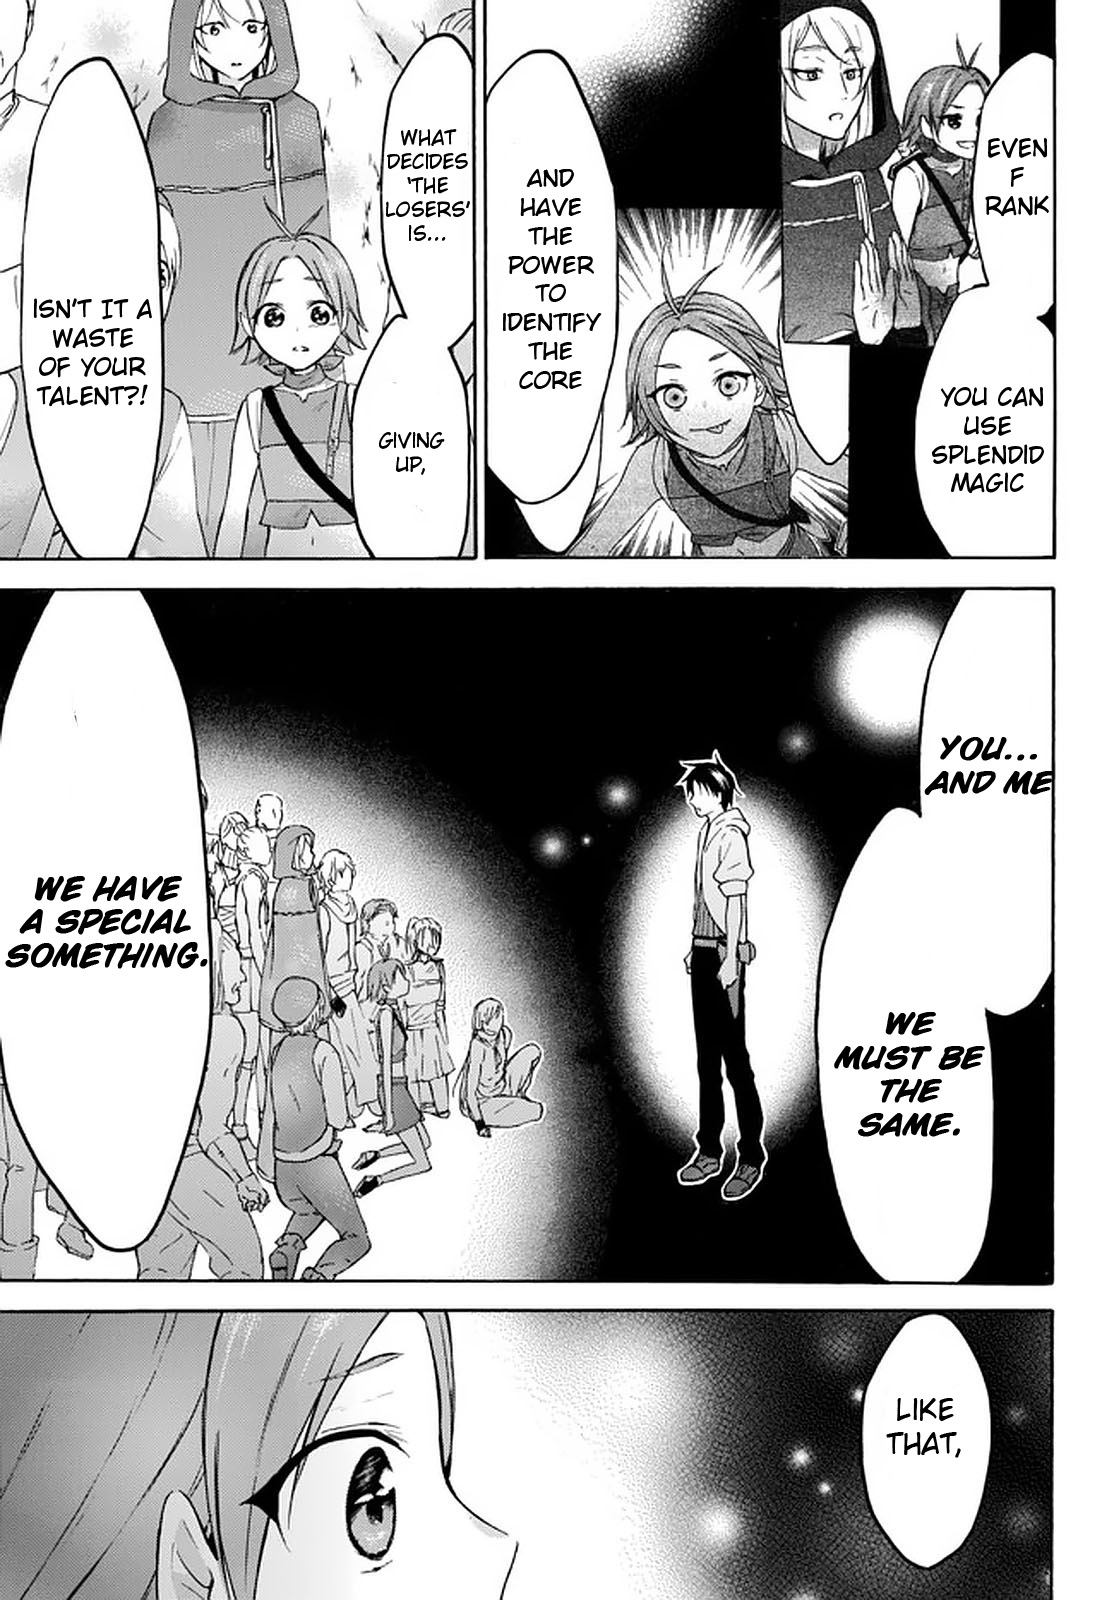 EVEN
F
RANK
YOU CAN
USE
SPLENDID
MAGIC
AND
HAVE
THE
POWER
TO
IDENTIFY
THE
CORE
WHAT
DECIDES
'THE
LOSERS'
IS...
GIVING
UP,
ISN'T IT A
WASTE
OF YOUR
TALENT?!
YOU...
AND ME
WE
MUST BE
THE
SAME.
WE HAVE
A SPECIAL
SOMETHING.
LIKE
THAT,